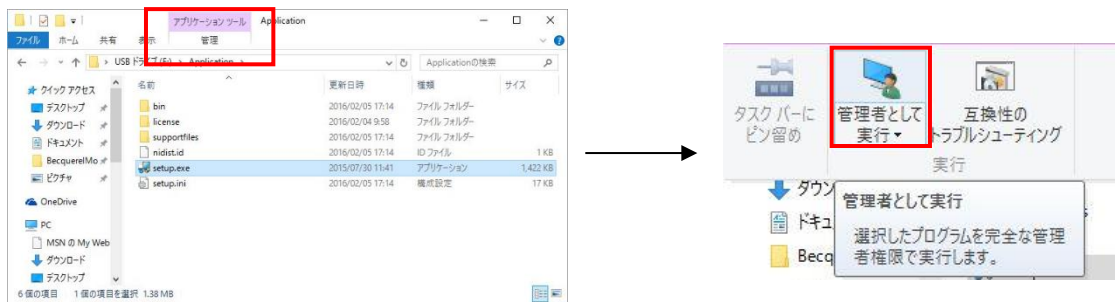 アプリケーション ツール Application
ファイル ホーム 共有 表示 管理
USB ドライブ (E:) › Application ›
Applicationの検索
名前 更新日時 種類 サイズ
クイック アクセス
デスクトップ
ダウンロード
ドキュメント
BecquerelMo
ピクチャ
OneDrive
PC
MSN の My Web
ダウンロード
デスクトップ
bin 2016/02/05 17:14 ファイル フォルダー
license 2016/02/04 9:58 ファイル フォルダー
supportfiles 2016/02/05 17:14 ファイル フォルダー
nidist.id 2016/02/05 17:14 ID ファイル 1 KB
setup.exe 2015/07/30 11:41 アプリケーション 1,422 KB
setup.ini 2016/02/05 17:14 構成設定 17 KB
6 個の項目 1 個の項目を選択 1.38 MB
タスク バーに
ピン留め
管理者として
実行
互換性の
トラブルシューティング
実行
ダウン
ドキュ
Becq
管理者として実行
選択したプログラムを完全な管理
者権限で実行します。